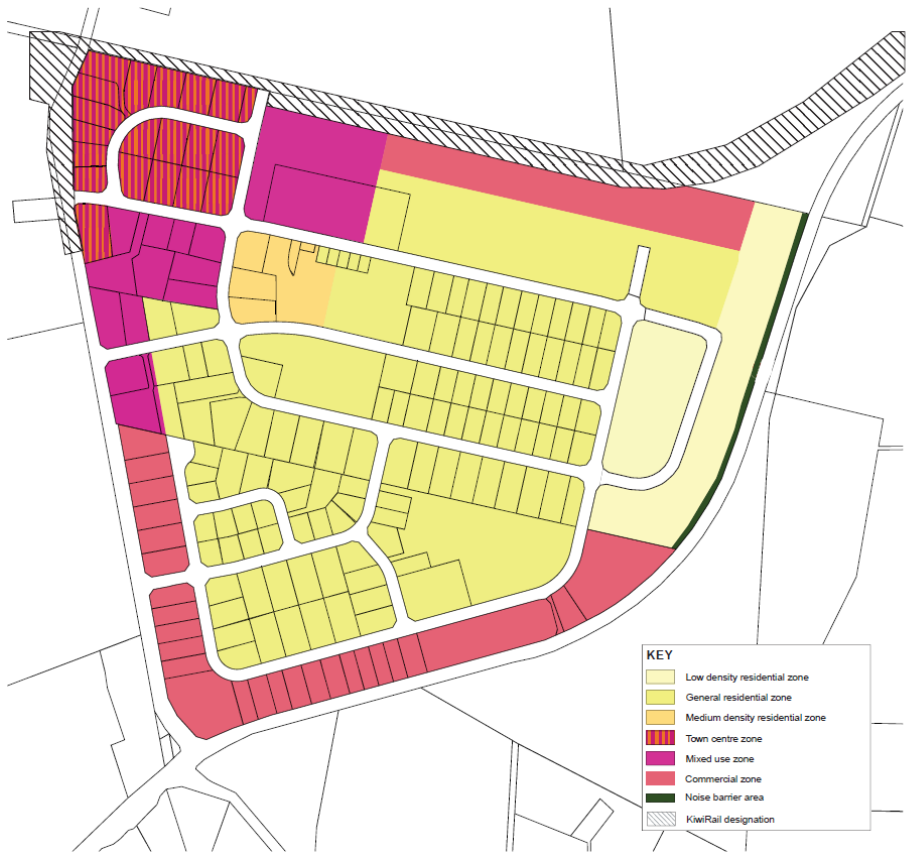 KEY
Low density residential zone
General residential zone
Medium density residential zone
Town centre zone
Mixed use zone
Commercial zone
Noise barrier area
KiwiRail designation